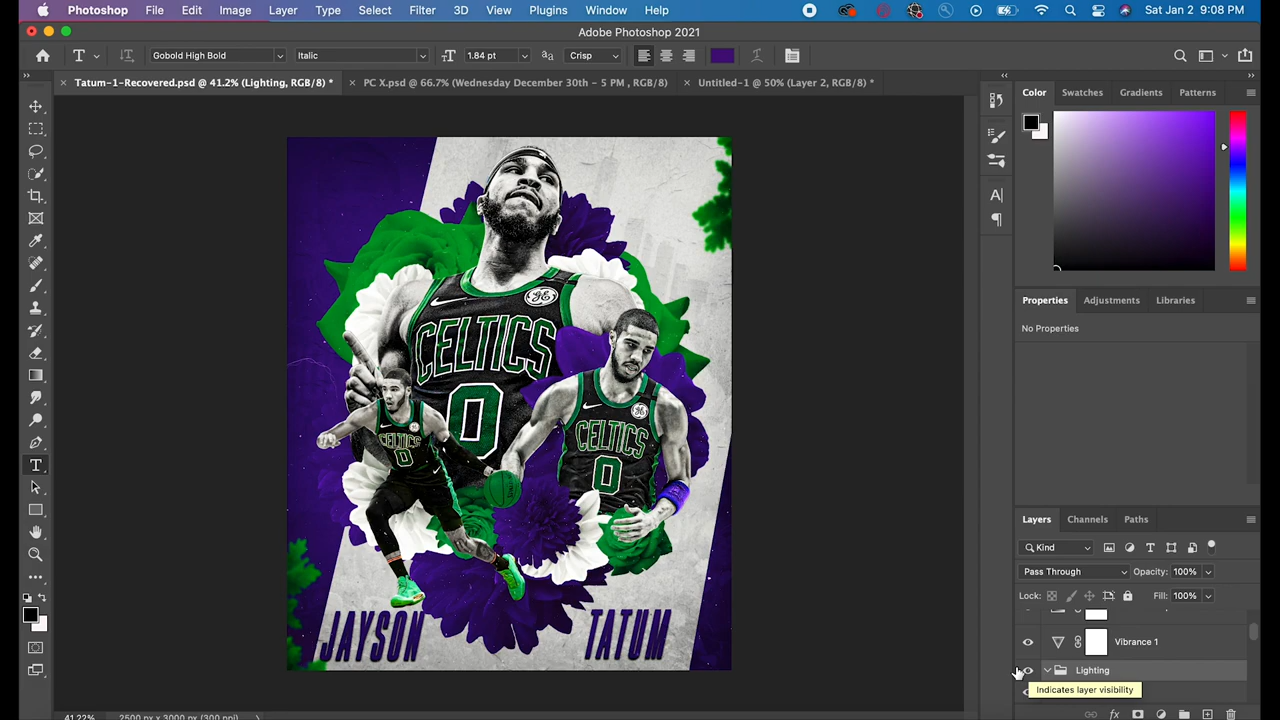 Photoshop File Edit Image Layer Type Select Filter 3D View Plugins Window Help Sat Jan 2 9:08 PM
Adobe Photoshop 2021
Gobold High Bold Italic 1.84 pt Crisp
Tatum-1-Recovered.psd @ 41.2% (Lighting, RGB/8) * PC X.psd @ 66.7% (Wednesday December 30th - 5 PM , RGB/8) Untitled-1 @ 50% (Layer 2, RGB/8) *
Color Swatches Gradients Patterns
Properties Adjustments Libraries
No Properties
CELTICS
0
CELTICS
0
CELTICS
0
JAYSON TATUM
Layers Channels Paths
Kind
Pass Through Opacity: 100%
Lock: Fill: 100%
Vibrance 1
Lighting
Indicates layer visibility
41.22% 2500 px x 3000 px (300 ppi)